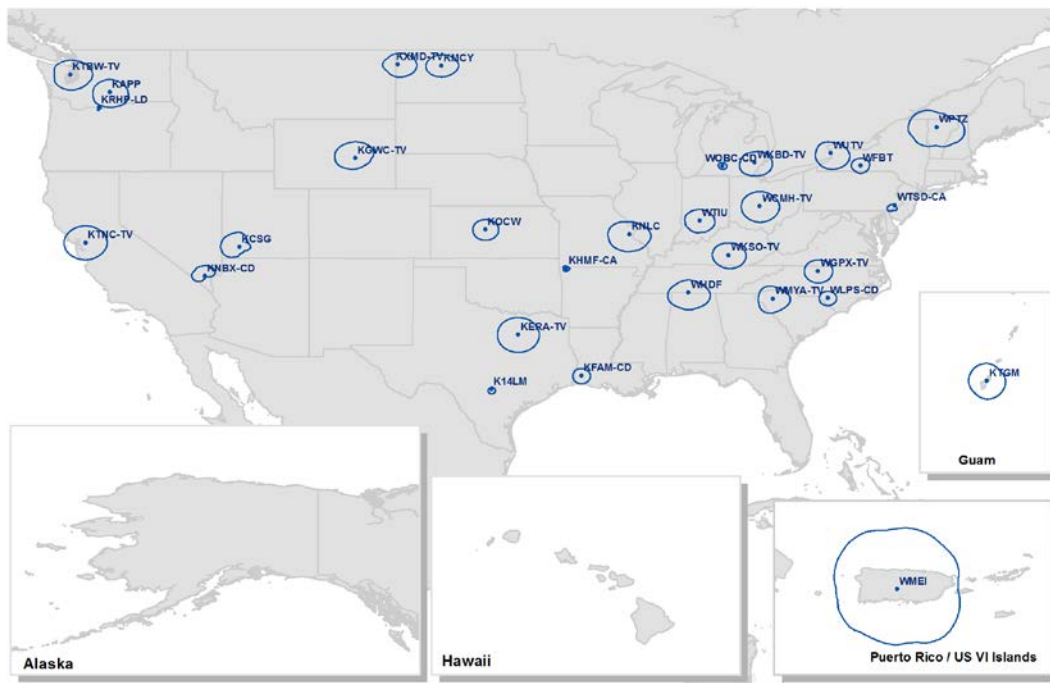 KXMD-TV
KMCY
KTBW-TV
KAPP
KRHP-LD
WPTZ
KGWC-TV
WUTV
WOBC-CD
WKBD-TV
WFBT
WTSD-CA
WCMH-TV
WTIU
KOCW
KNLC
KTNC-TV
KCSG
WKSO-TV
KNBX-CD
KHMF-CA
WGPX-TV
WHDF
WMYA-TV
WLPS-CD
KERA-TV
KFAM-CD
K14LM
KTGM
Guam
WMEI
Puerto Rico / US VI Islands
Alaska
Hawaii